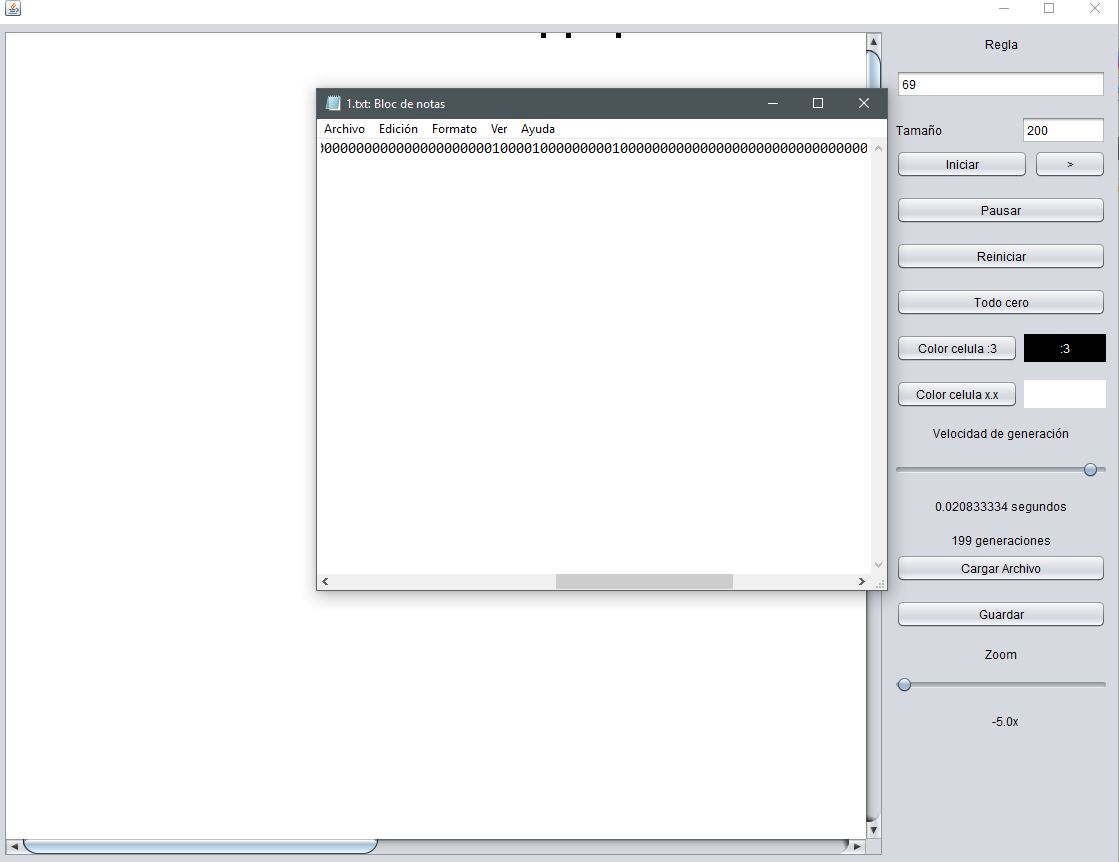 Regla
69
1.txt: Bloc de notas
Archivo Edición Formato Ver Ayuda
Tamaño 200
00000000000000000000010000100000000010000000000000000000000000000000
Iniciar >
Pausar
Reiniciar
Todo cero
Color celula :3 :3
Color celula x.x
Velocidad de generación
0.020833334 segundos
199 generaciones
Cargar Archivo
Guardar
Zoom
-5.0x